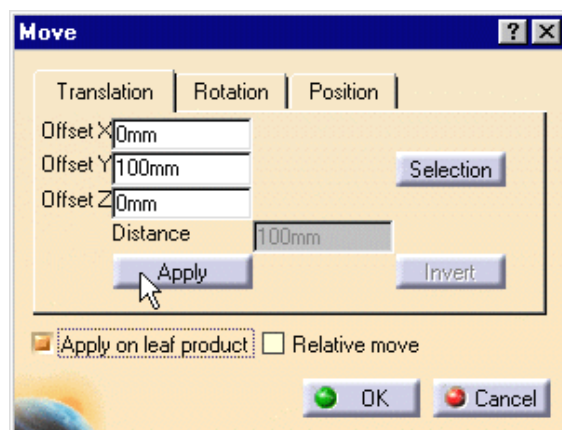 Move
Translation Rotation Position
Offset X 0mm
Offset Y 100mm Selection
Offset Z 0mm
Distance 100mm
Apply Invert
Apply on leaf product Relative move
OK Cancel